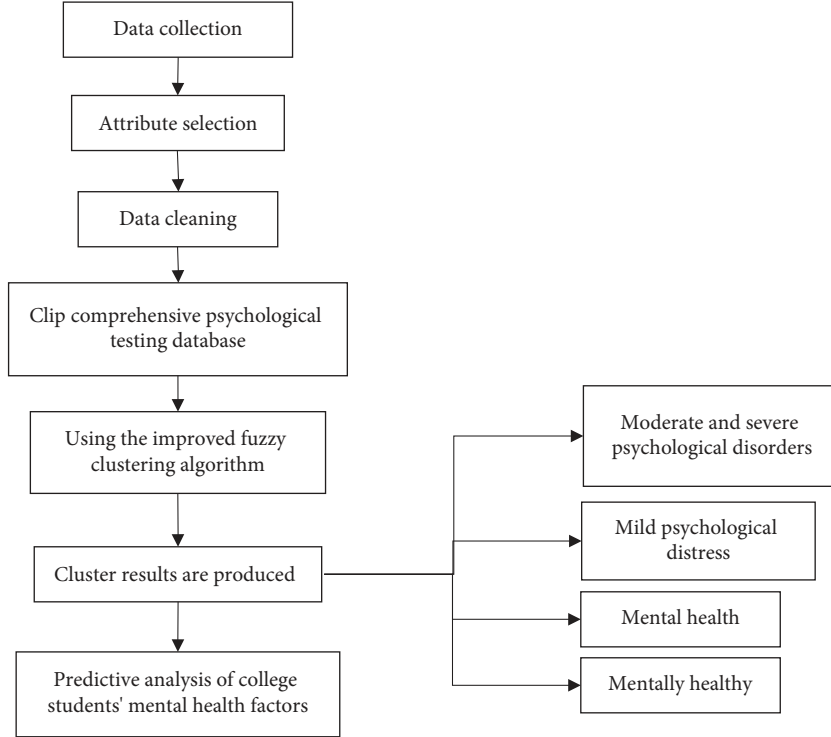 Data collection
Attribute selection
Data cleaning
Clip comprehensive psychological
testing database
Using the improved fuzzy
clustering algorithm
Cluster results are produced
Predictive analysis of college
students' mental health factors
Moderate and severe
psychological disorders
Mild psychological
distress
Mental health
Mentally healthy